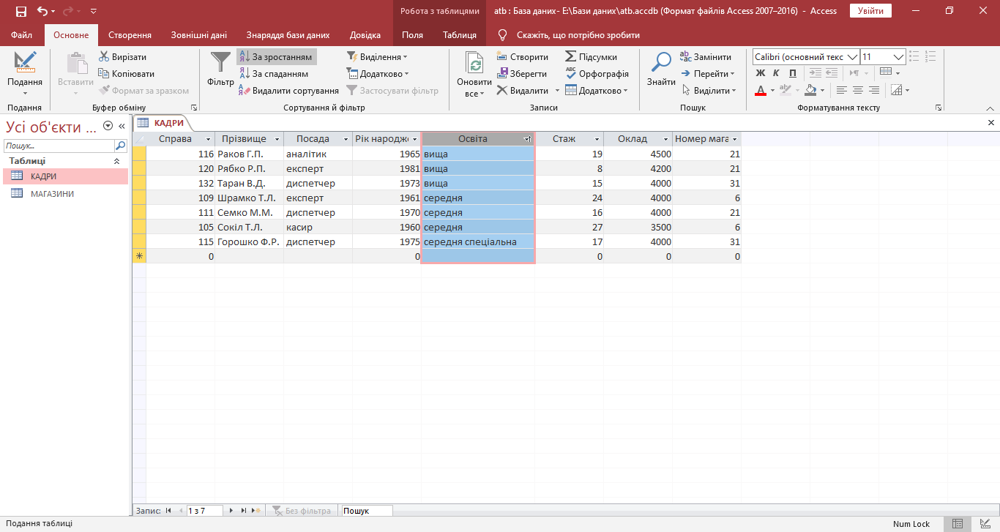 Робота з таблицями
atb : База даних- E:\Бази даних\atb.accdb (Формат файлів Access 2007–2016) - Access
Увійти
Файл Основне Створення Зовнішні дані Знаряддя бази даних Довідка Поля Таблиця Скажіть, що потрібно зробити
Подання
Подання
Вставити
Вирізати
Копіювати
Формат за зразком
Буфер обміну
Фільтр
За зростанням
За спаданням
Видалити сортування
Виділення
Додатково
Застосувати фільтр
Сортування й фільтр
Оновити
все
Створити
Зберегти
Видалити
Підсумки
Орфографія
Додатково
Записи
Знайти
Замінити
Перейти
Виділити
Пошук
Calibri (основний текс 11
Ж К П
Форматування тексту
Усі об'єкти ...
Пошук...
Таблиці
КАДРИ
МАГАЗИНИ
КАДРИ
Справа Прізвище Посада Рік народж Освіта Стаж Оклад Номер мага
116 Раков Г.П. аналітик 1965 вища 19 4500 21
120 Рябко Р.П. експерт 1981 вища 8 4200 21
132 Таран В.Д. диспетчер 1973 вища 15 4000 31
109 Шрамко Т.Л. експерт 1961 середня 24 4000 6
111 Семко М.М. диспетчер 1970 середня 16 4000 21
105 Сокіл Т.Л. касир 1960 середня 27 3500 6
115 Горошко Ф.Р. диспетчер 1975 середня спеціальна 17 4000 31
0 0 0 0 0
Запис: 1 з 7 Без фільтра Пошук
Подання таблиці
Num Lock